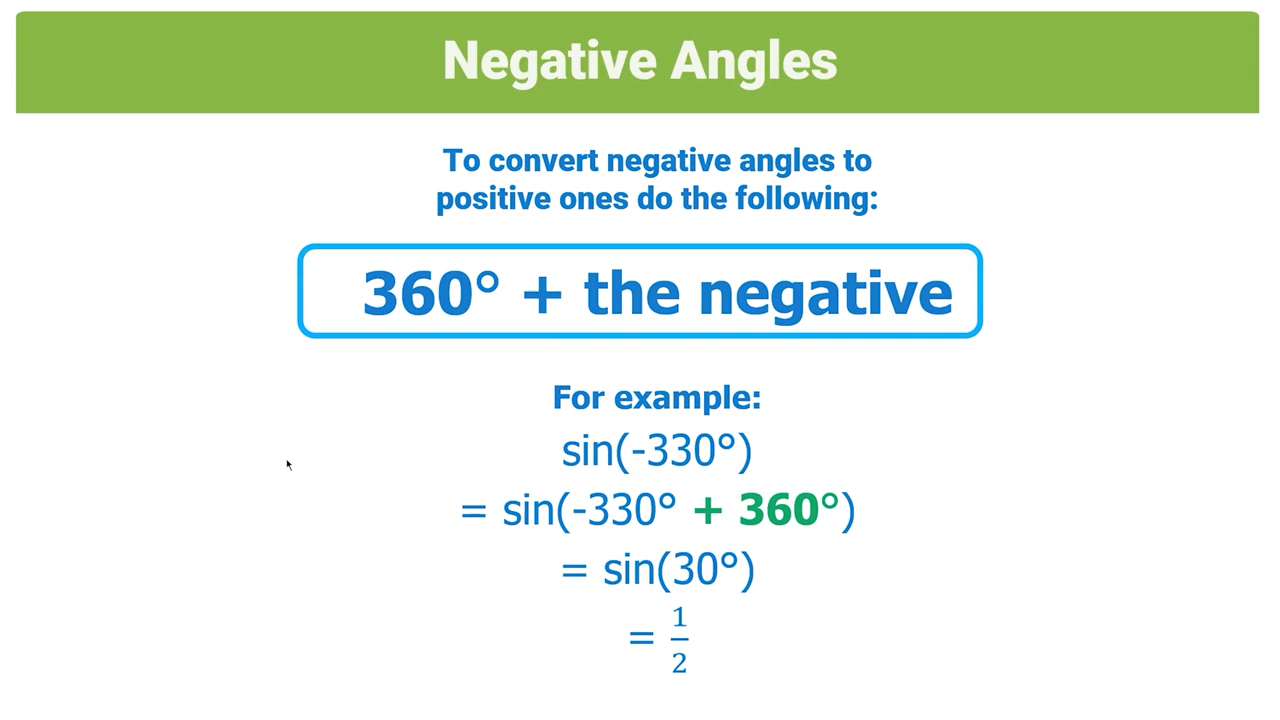 Negative Angles
To convert negative angles to
positive ones do the following:
360° + the negative
For example:
sin(-330°)
= sin(-330° + 360°)
= sin(30°)
= 1/2